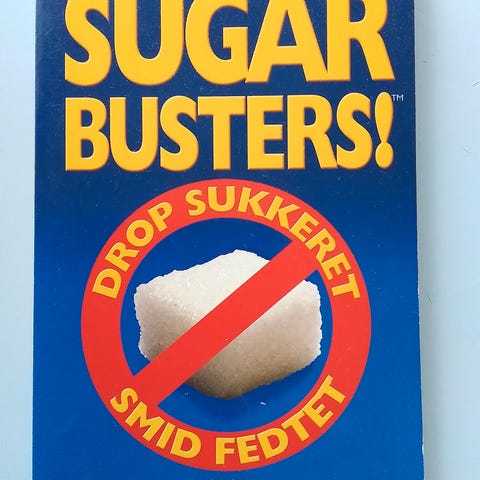 SUGAR
BUSTERS!™
DROP SUKKERET
SMID FEDTET